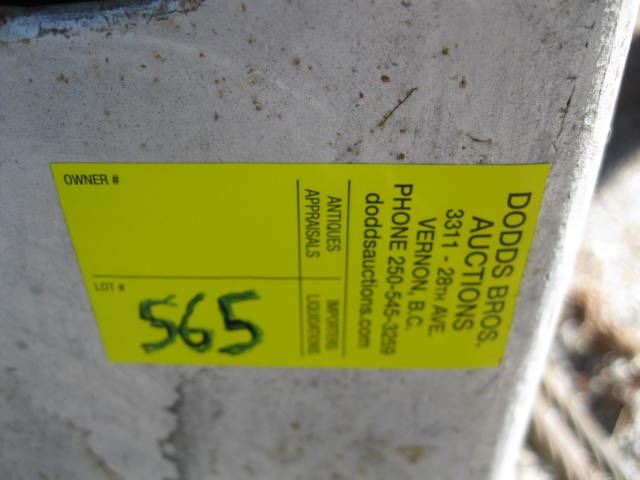 DODDS BROS.
AUCTIONS
3311 - 28TH AVE.
VERNON, B.C.
PHONE 250-545-3259
doddsauctions.com
ANTIQUES
APPRAISALS
IMPORTERS
LIQUIDATIONS
OWNER #
LOT #
565